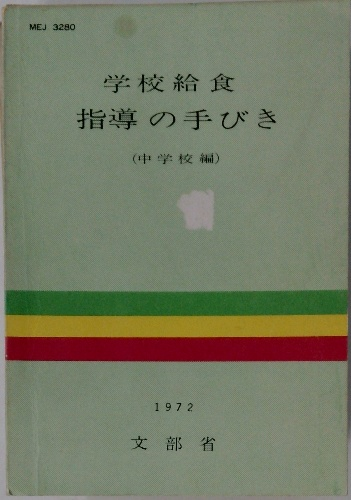 MEJ 3280
学校給食
指導の手びき
(中学校編)
1972
文部省